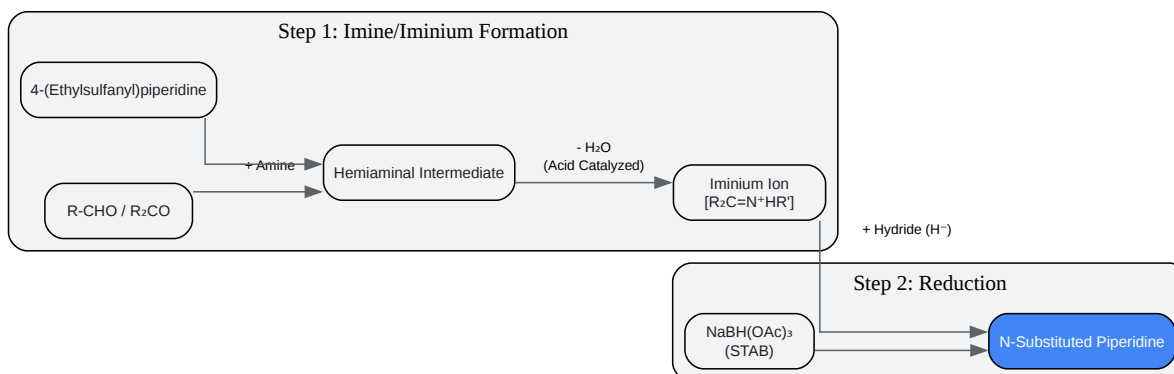 Step 1: Imine/Iminium Formation
4-(Ethylsulfanyl)piperidine
+ Amine
R-CHO / R₂CO
Hemiaminal Intermediate
- H₂O
(Acid Catalyzed)
Iminium Ion
[R₂C=N⁺HR']
+ Hydride (H⁻)
Step 2: Reduction
NaBH(OAc)₃
(STAB)
N-Substituted Piperidine